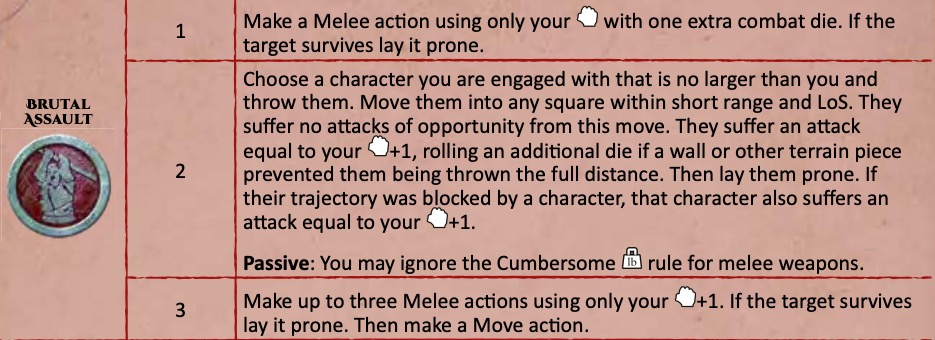 BRUTAL
ASSAULT
1
Make a Melee action using only your with one extra combat die. If the
target survives lay it prone.
2
Choose a character you are engaged with that is no larger than you and
throw them. Move them into any square within short range and LoS. They
suffer no attacks of opportunity from this move. They suffer an attack
equal to your +1, rolling an additional die if a wall or other terrain piece
prevented them being thrown the full distance. Then lay them prone. If
their trajectory was blocked by a character, that character also suffers an
attack equal to your +1.
Passive: You may ignore the Cumbersome lb rule for melee weapons.
3
Make up to three Melee actions using only your +1. If the target survives
lay it prone. Then make a Move action.